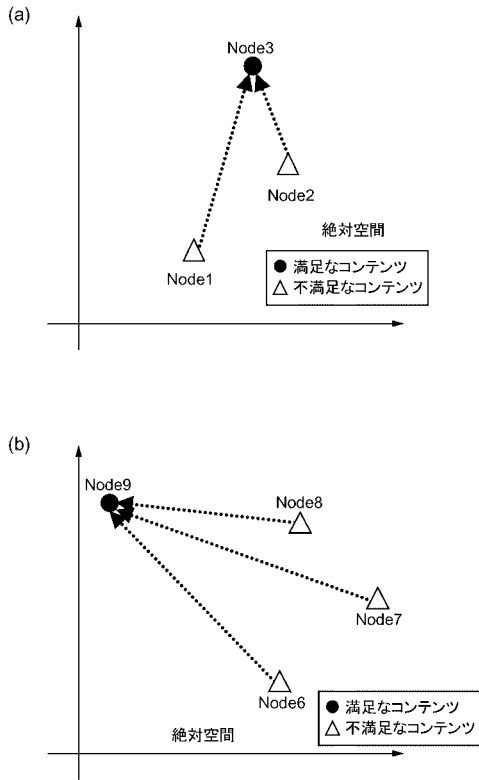 (a)
Node3
Node2
Node1
絶対空間
満足なコンテンツ
不満足なコンテンツ
(b)
Node9
Node8
Node7
Node6
絶対空間
満足なコンテンツ
不満足なコンテンツ